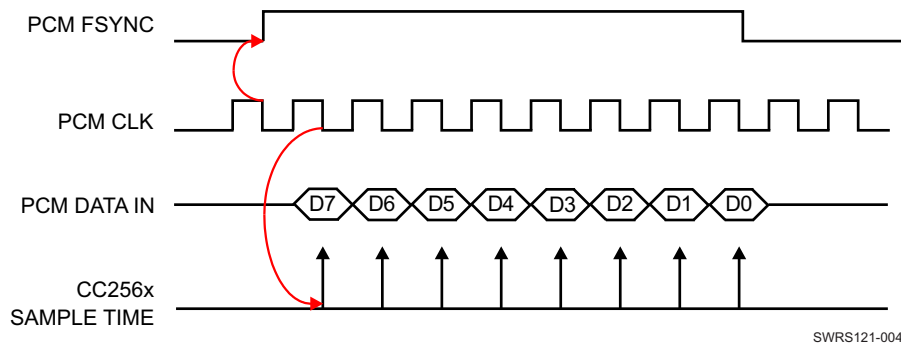 PCM FSYNC
PCM CLK
PCM DATA IN
D7 D6 D5 D4 D3 D2 D1 D0
CC256x
SAMPLE TIME
SWRS121-004